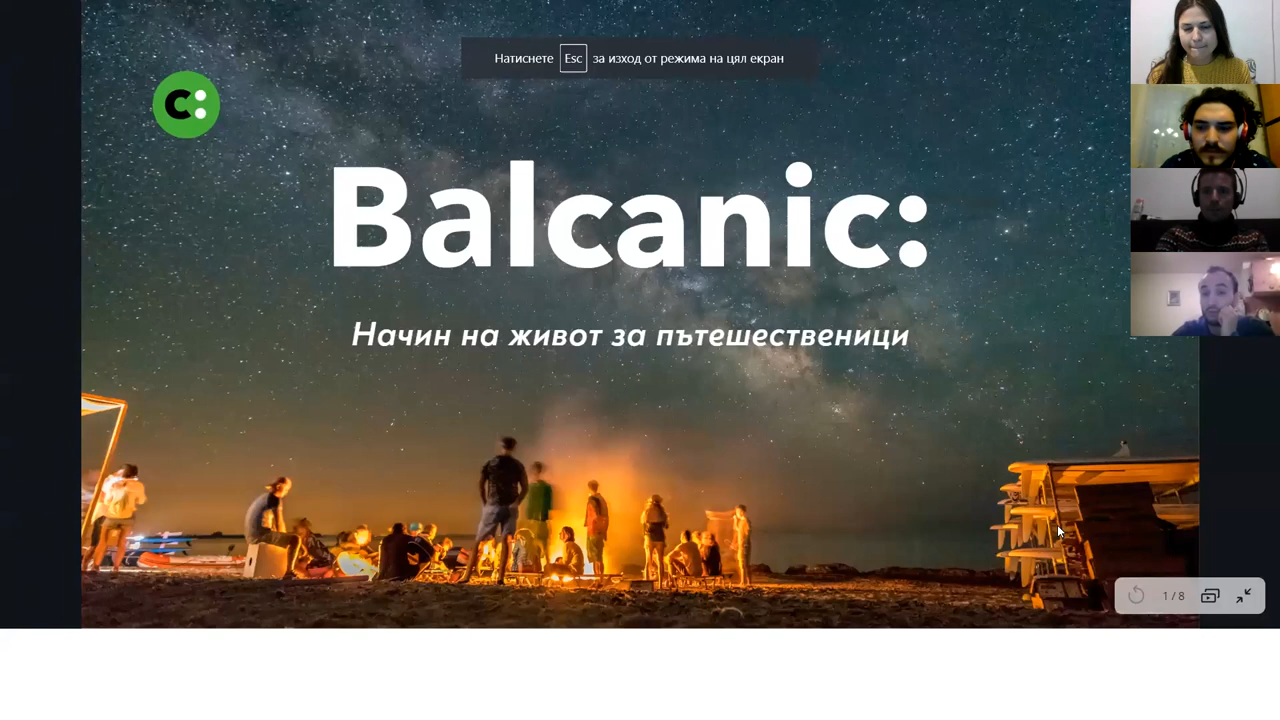 Натиснете Esc за изход от режима на цял екран
c:
Balcanic:
Начин на живот за пътешественици
1 / 8